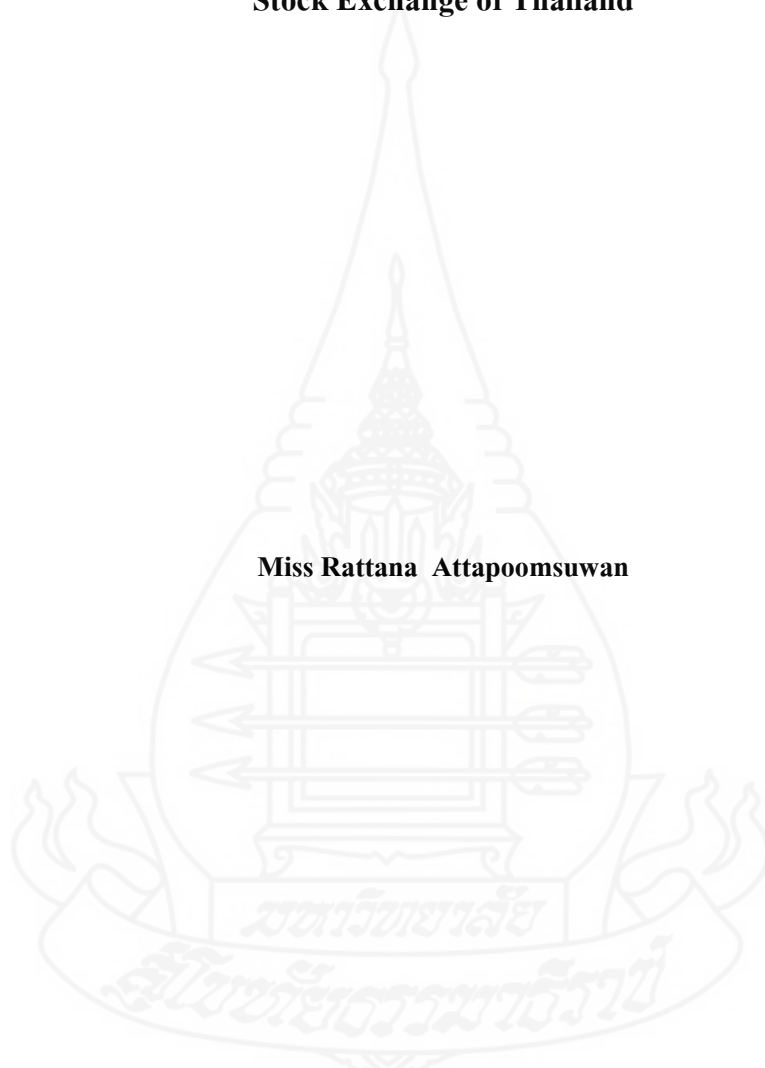 Stock Exchange of Thailand
Miss Rattana Attapoomsuwan
มหาวิทยาลัย
สุโขทัยธรรมาธิราช